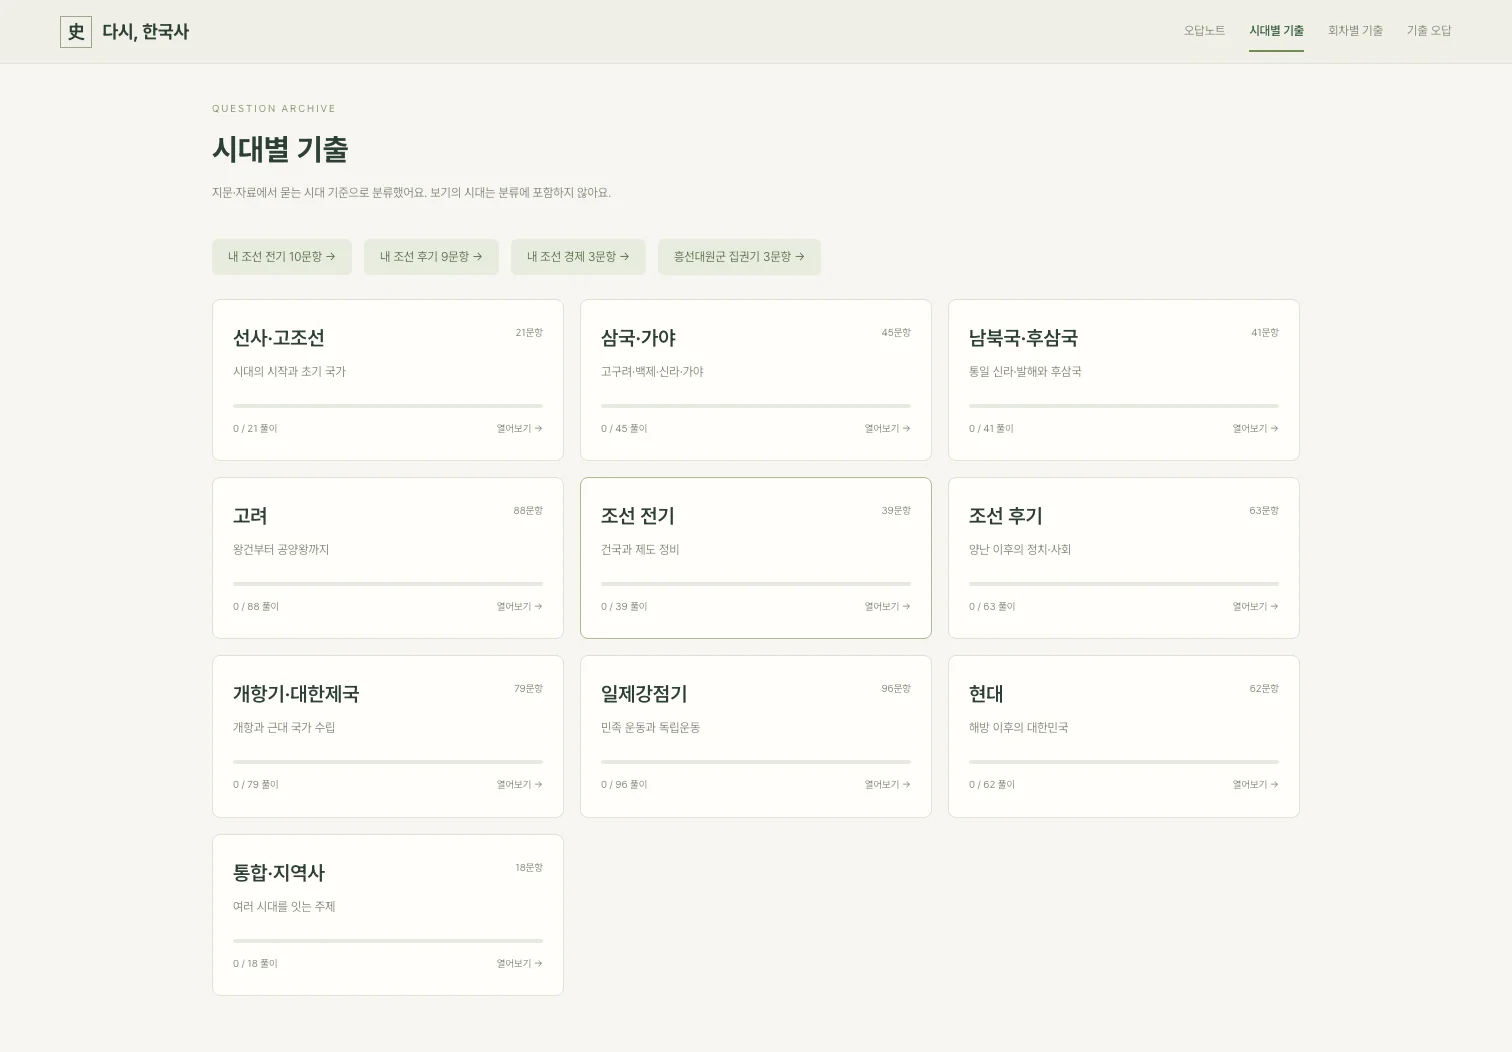 史 다시, 한국사
오답노트 시대별 기출 회차별 기출 기출 오답
QUESTION ARCHIVE
시대별 기출
지문·자료에서 묻는 시대 기준으로 분류했어요. 보기의 시대는 분류에 포함하지 않아요.
내 조선 전기 10문항 → 내 조선 후기 9문항 → 내 조선 경제 3문항 → 흥선대원군 집권기 3문항 →
선사·고조선 21문항
시대의 시작과 초기 국가
0 / 21 풀이 열어보기 →
삼국·가야 45문항
고구려·백제·신라·가야
0 / 45 풀이 열어보기 →
남북국·후삼국 41문항
통일 신라·발해와 후삼국
0 / 41 풀이 열어보기 →
고려 88문항
왕건부터 공양왕까지
0 / 88 풀이 열어보기 →
조선 전기 39문항
건국과 제도 정비
0 / 39 풀이 열어보기 →
조선 후기 63문항
양난 이후의 정치·사회
0 / 63 풀이 열어보기 →
개항기·대한제국 79문항
개항과 근대 국가 수립
0 / 79 풀이 열어보기 →
일제강점기 96문항
민족 운동과 독립운동
0 / 96 풀이 열어보기 →
현대 62문항
해방 이후의 대한민국
0 / 62 풀이 열어보기 →
통합·지역사 18문항
여러 시대를 잇는 주제
0 / 18 풀이 열어보기 →